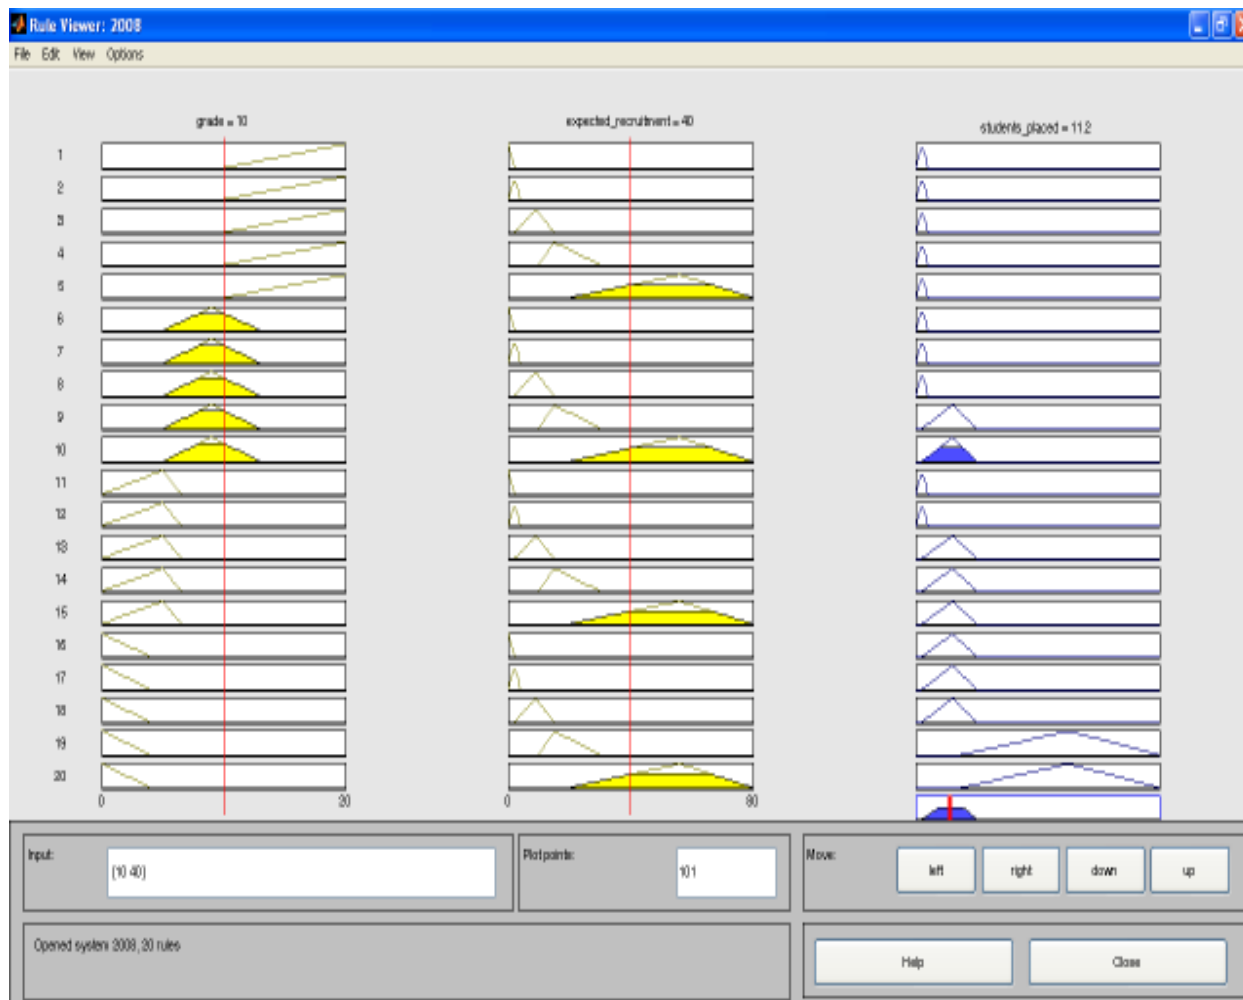 Rule Viewer: 2008
File Edit View Options
grade = 10
expected_recruitment = 40
students_placed = 11.2
1
2
3
4
5
6
7
8
9
10
11
12
13
14
15
16
17
18
19
20
0 20 0 80
Input: [10 40]
Plot points: 101
Move: left right down up
Opened system 2008, 20 rules
Help Close